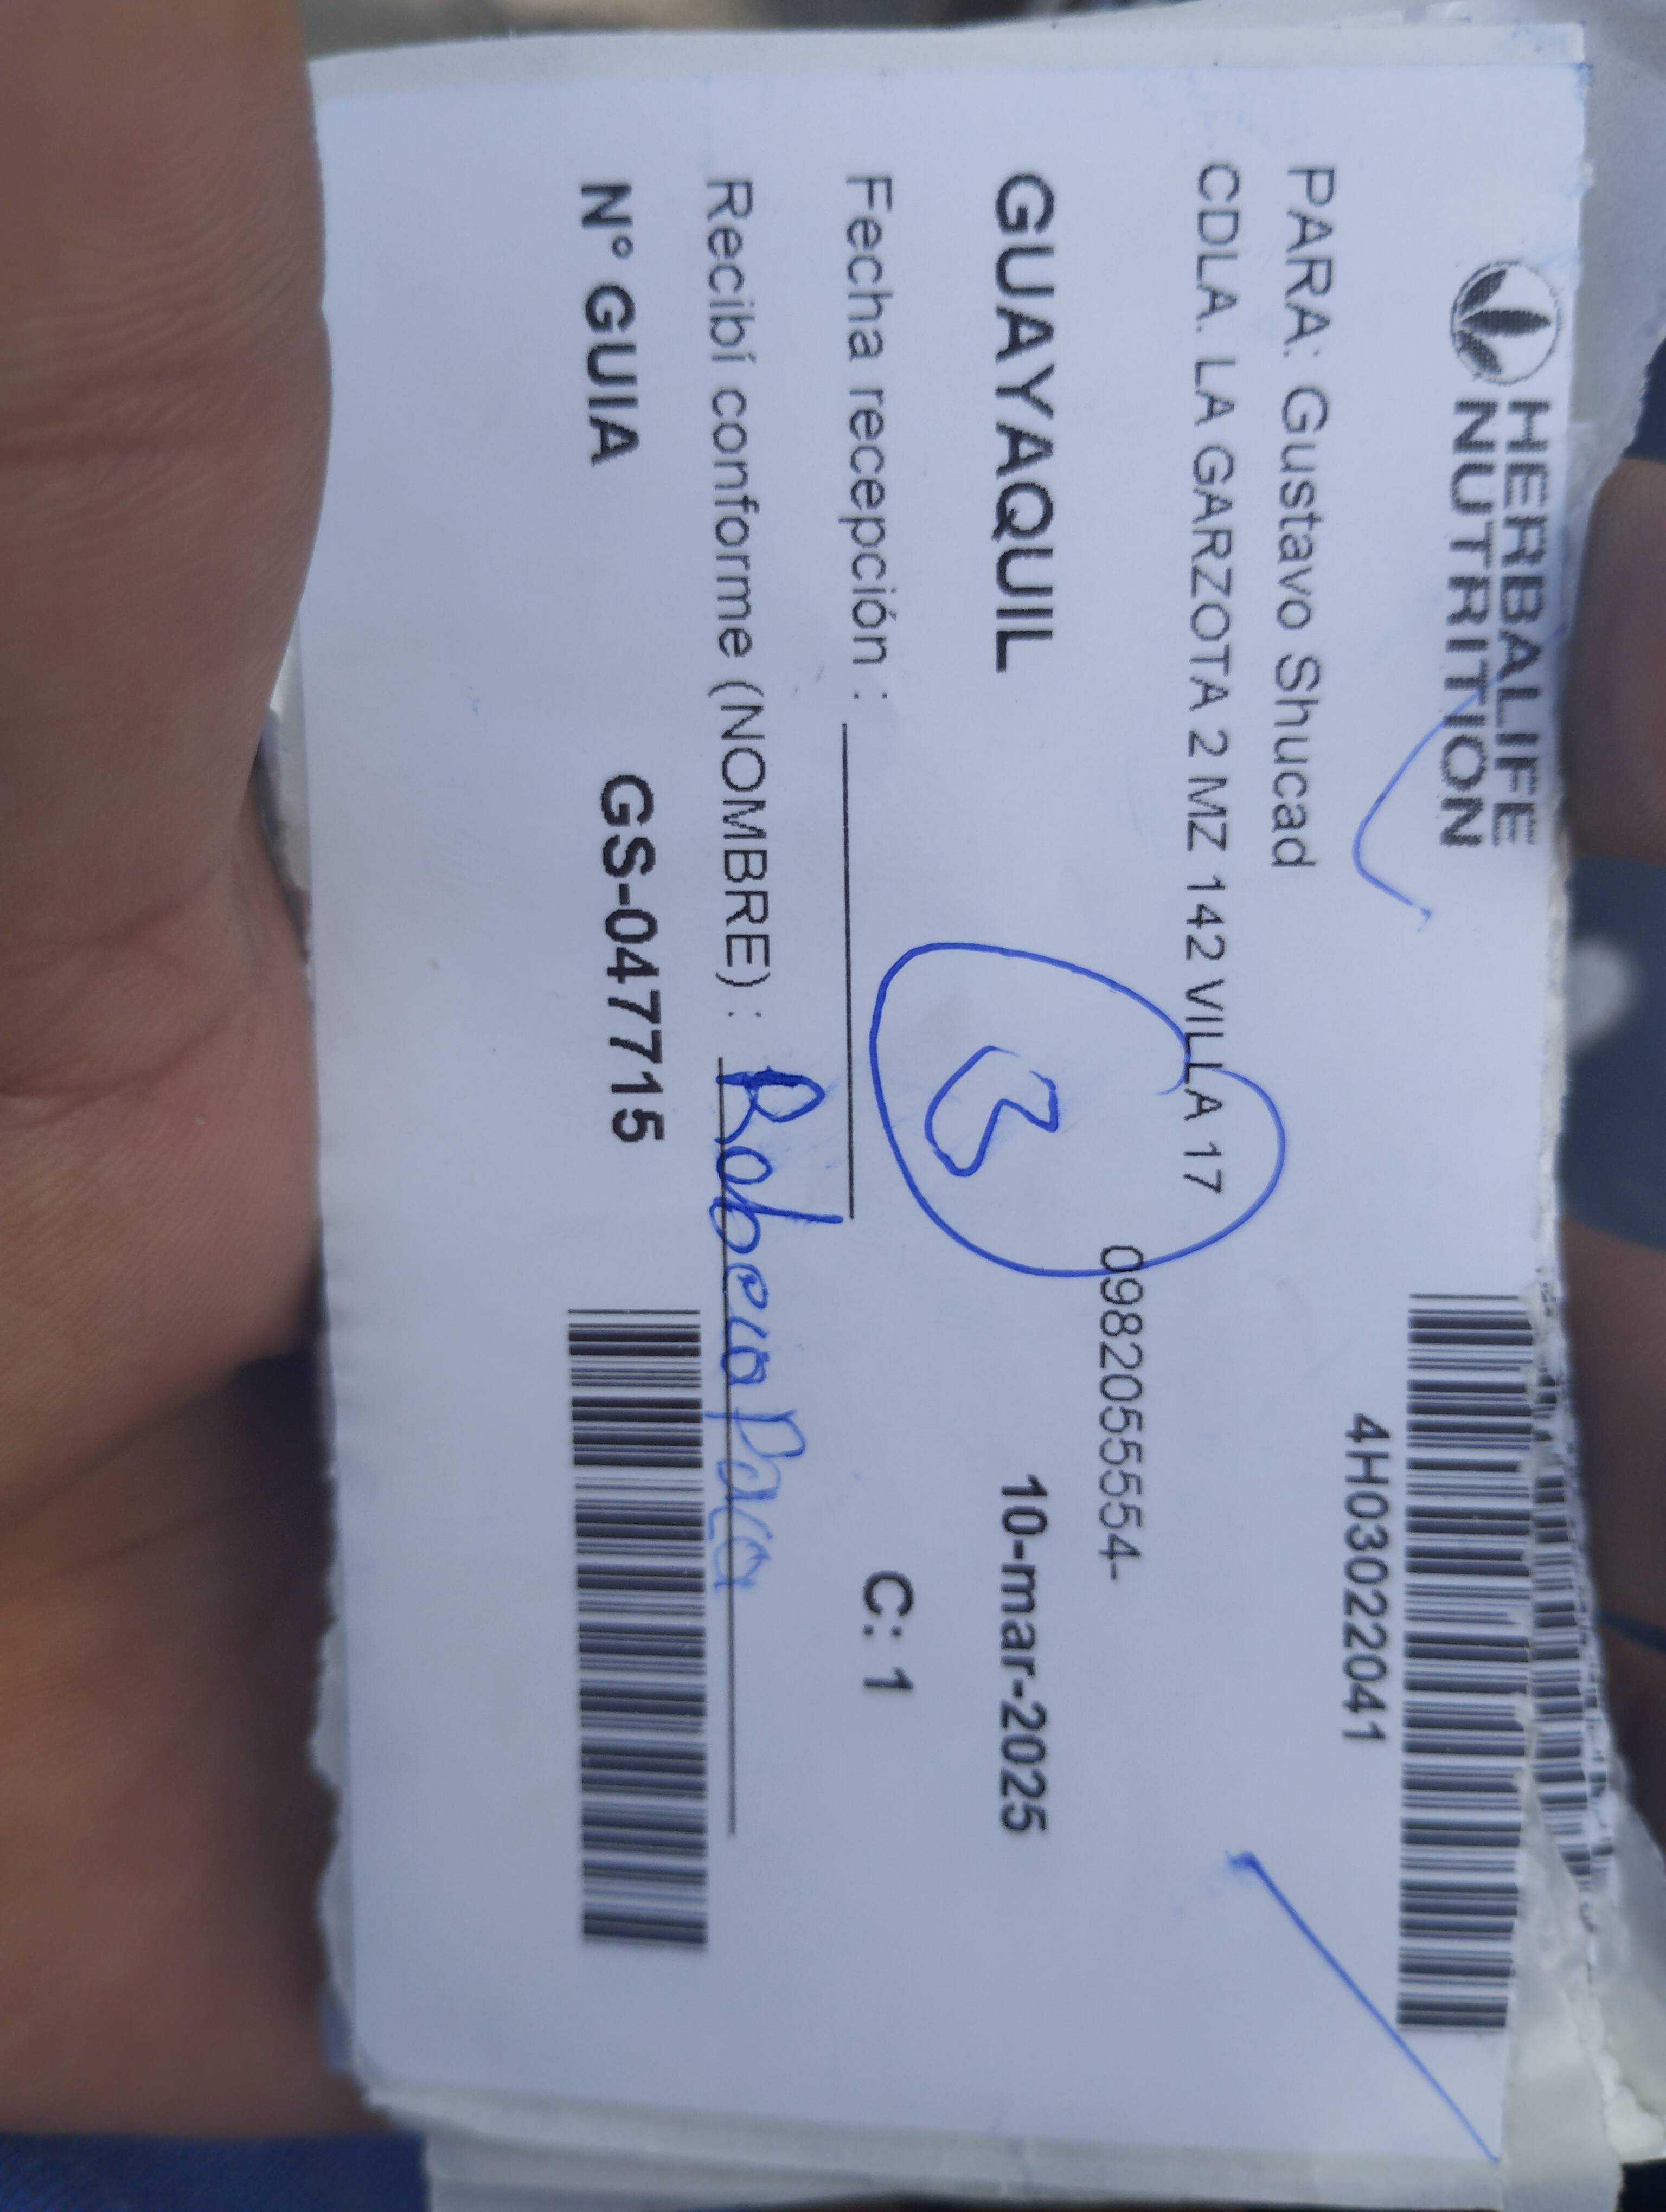 HERBALIFE
NUTRITION
4H03022041
PARA: Gustavo Shucad
CDLA. LA GARZOTA 2 MZ 142 VILLA 17
0982055554-
GUAYAQUIL 10-mar-2025
3
Fecha recepción : C: 1
Recibí conforme (NOMBRE) :
N° GUIA GS-047715